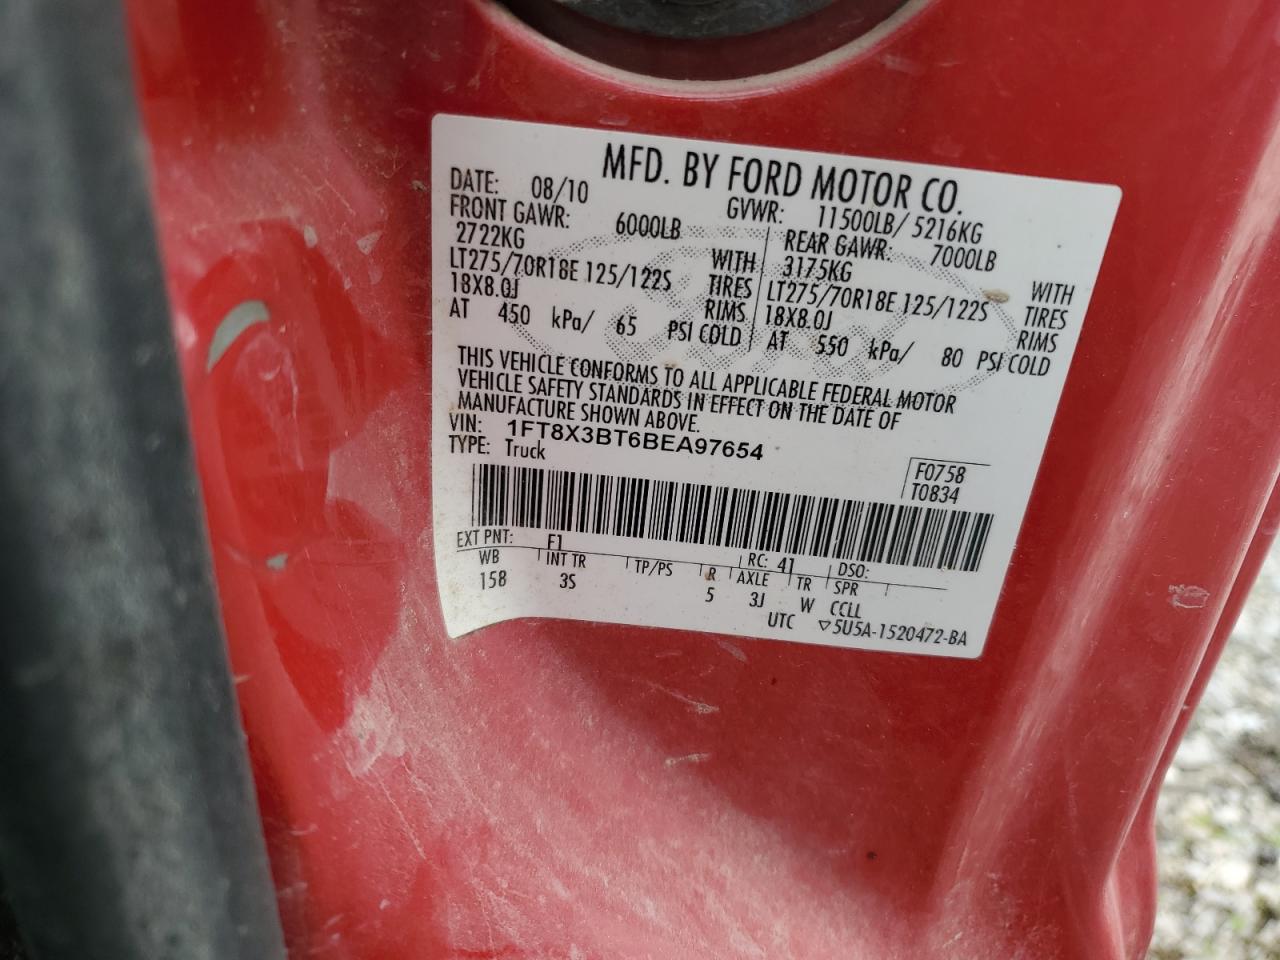 MFD. BY FORD MOTOR CO.
DATE: 08/10 GVWR: 11500LB/ 5216KG
FRONT GAWR: 6000LB REAR GAWR: 7000LB
2722KG WITH 3175KG WITH
LT275/70R18E 125/122S TIRES LT275/70R18E 125/122S TIRES
18X8.0J RIMS 18X8.0J RIMS
AT 450 kPa/ 65 PSI COLD AT 550 kPa/ 80 PSI COLD
THIS VEHICLE CONFORMS TO ALL APPLICABLE FEDERAL MOTOR
VEHICLE SAFETY STANDARDS IN EFFECT ON THE DATE OF
MANUFACTURE SHOWN ABOVE.
VIN: 1FT8X3BT6BEA97654
TYPE: Truck
F0758
T0834
EXT PNT: F1 RC: 41 DSO:
WB INT TR TP/PS R AXLE TR SPR
158 3S 5 3J W CCLL
UTC ▽5U5A-1520472-BA